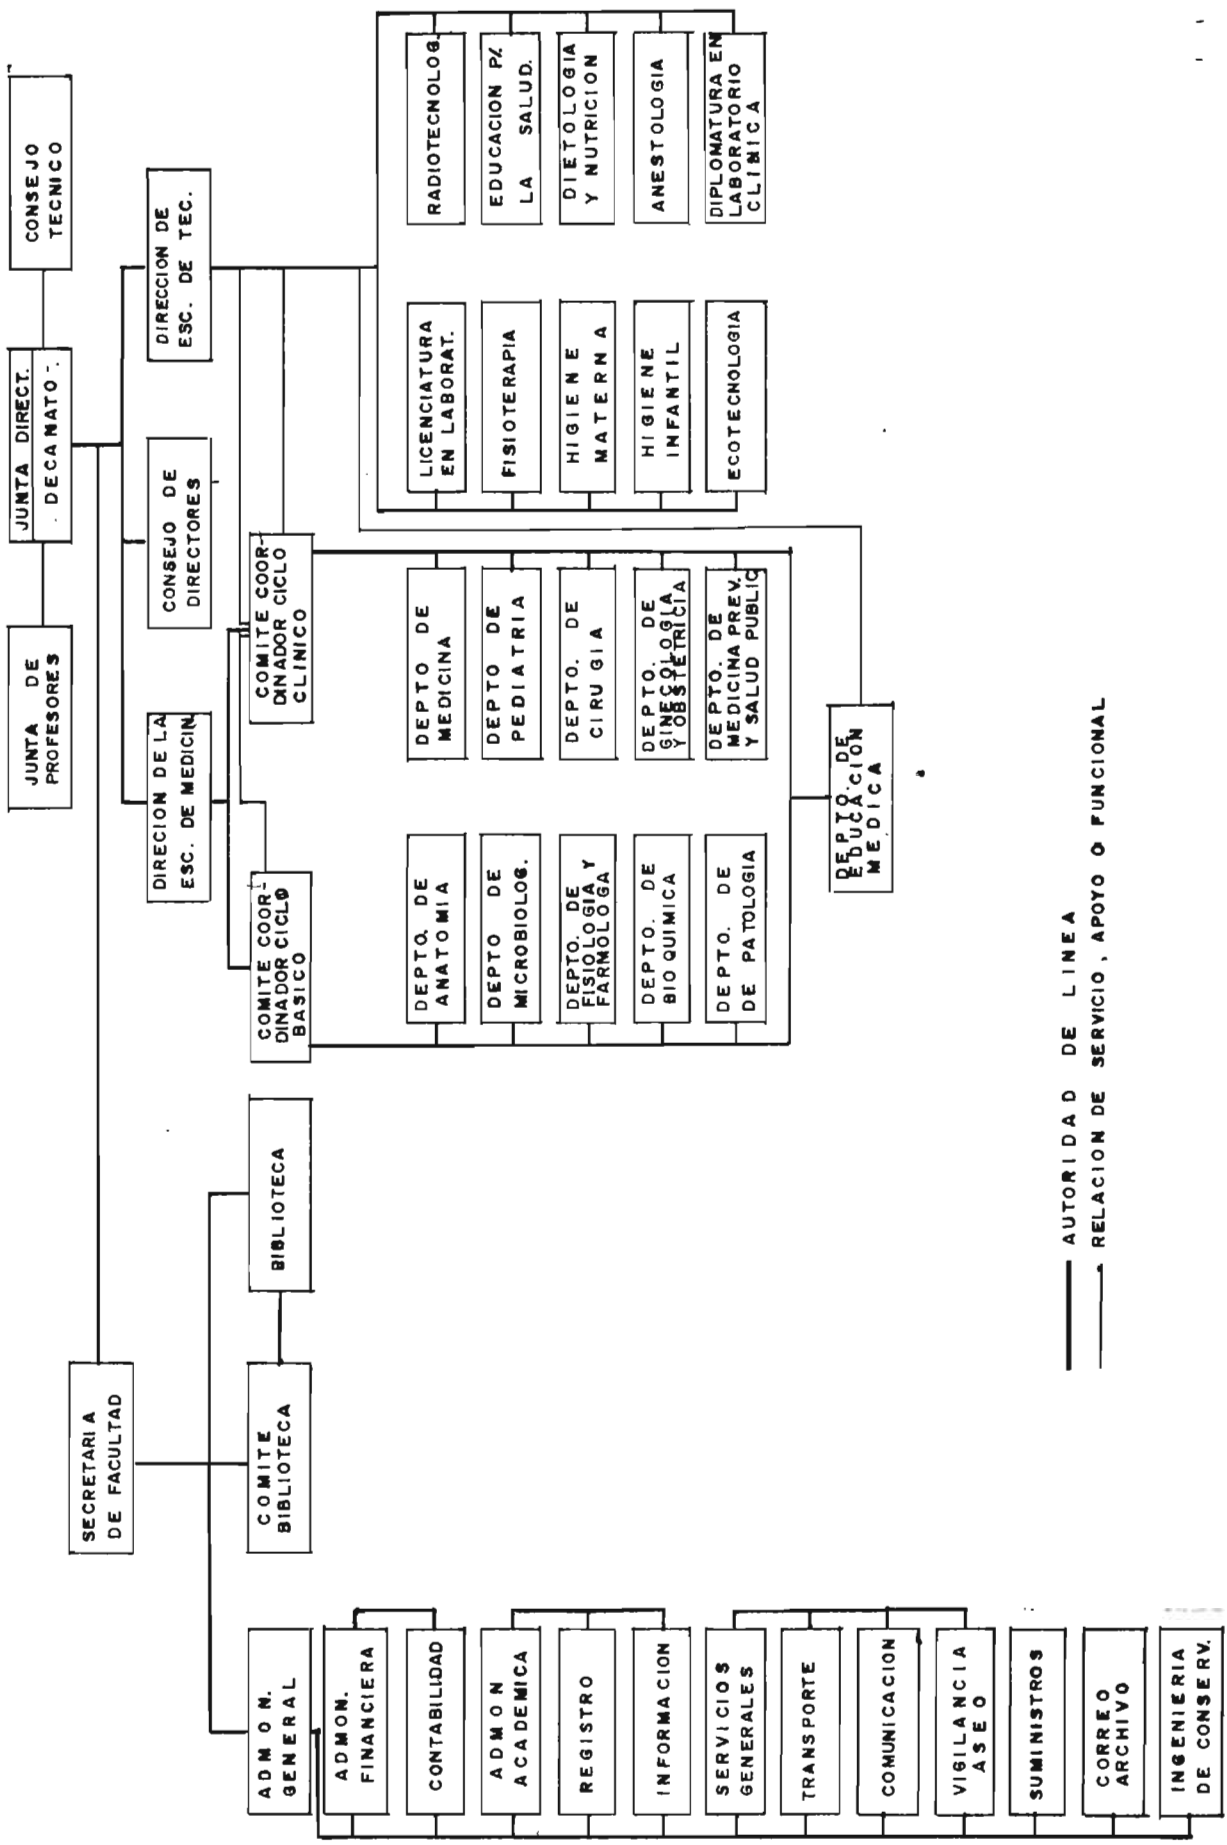 JUNTA DE
PROFESORES
JUNTA DIRECT.
DECANATO-.
CONSEJO
TECNICO
SECRETARIA
DE FACULTAD
DIRECION DE LA
ESC. DE MEDICIN
CONSEJO DE
DIRECTORES
DIRECCION DE
ESC. DE TEC.
ADMON.
GENERAL
COMITE
BIBLIOTECA
BIBLIOTECA
COMITE COOR-
DINADOR CICLO
BASICO
COMITE COOR-
DINADOR CICLO
CLINICO
ADMON.
FINANCIERA
CONTABILIDAD
ADMON
ACADEMICA
REGISTRO
INFORMACION
SERVICIOS
GENERALES
TRANSPORTE
COMUNICACION
VIGILANCIA
ASEO
SUMINISTROS
CORREO
ARCHIVO
INGENIERIA
DE CONSERV.
DEPTO. DE
ANATOMIA
DEPTO DE
MICROBIOLOG.
DEPTO. DE
FISIOLOGIA Y
FARMOLOGA
DEPTO. DE
BIOQUIMICA
DEPTO. DE
DE PATOLOGIA
DEPTO DE
MEDICINA
DEPTO DE
PEDIATRIA
DEPTO. DE
CIRUGIA
DEPTO. DE
GINECOLOGIA
Y OBSTETRICIA
DEPTO. DE
MEDICINA PREV.
Y SALUD PUBLIC
DEPTO. DE
EDUCACION
MEDICA
LICENCIATURA
EN LABORAT.
FISIOTERAPIA
HIGIENE
MATERNA
HIGIENE
INFANTIL
ECOTECNOLOGIA
RADIOTECNOLOG.
EDUCACION P/.
LA SALUD.
DIETOLOGIA
Y NUTRICION
ANESTOLOGIA
DIPLOMATURA EN
LABORATORIO
CLINICA
AUTORIDAD DE LINEA
RELACION DE SERVICIO, APOYO O FUNCIONAL